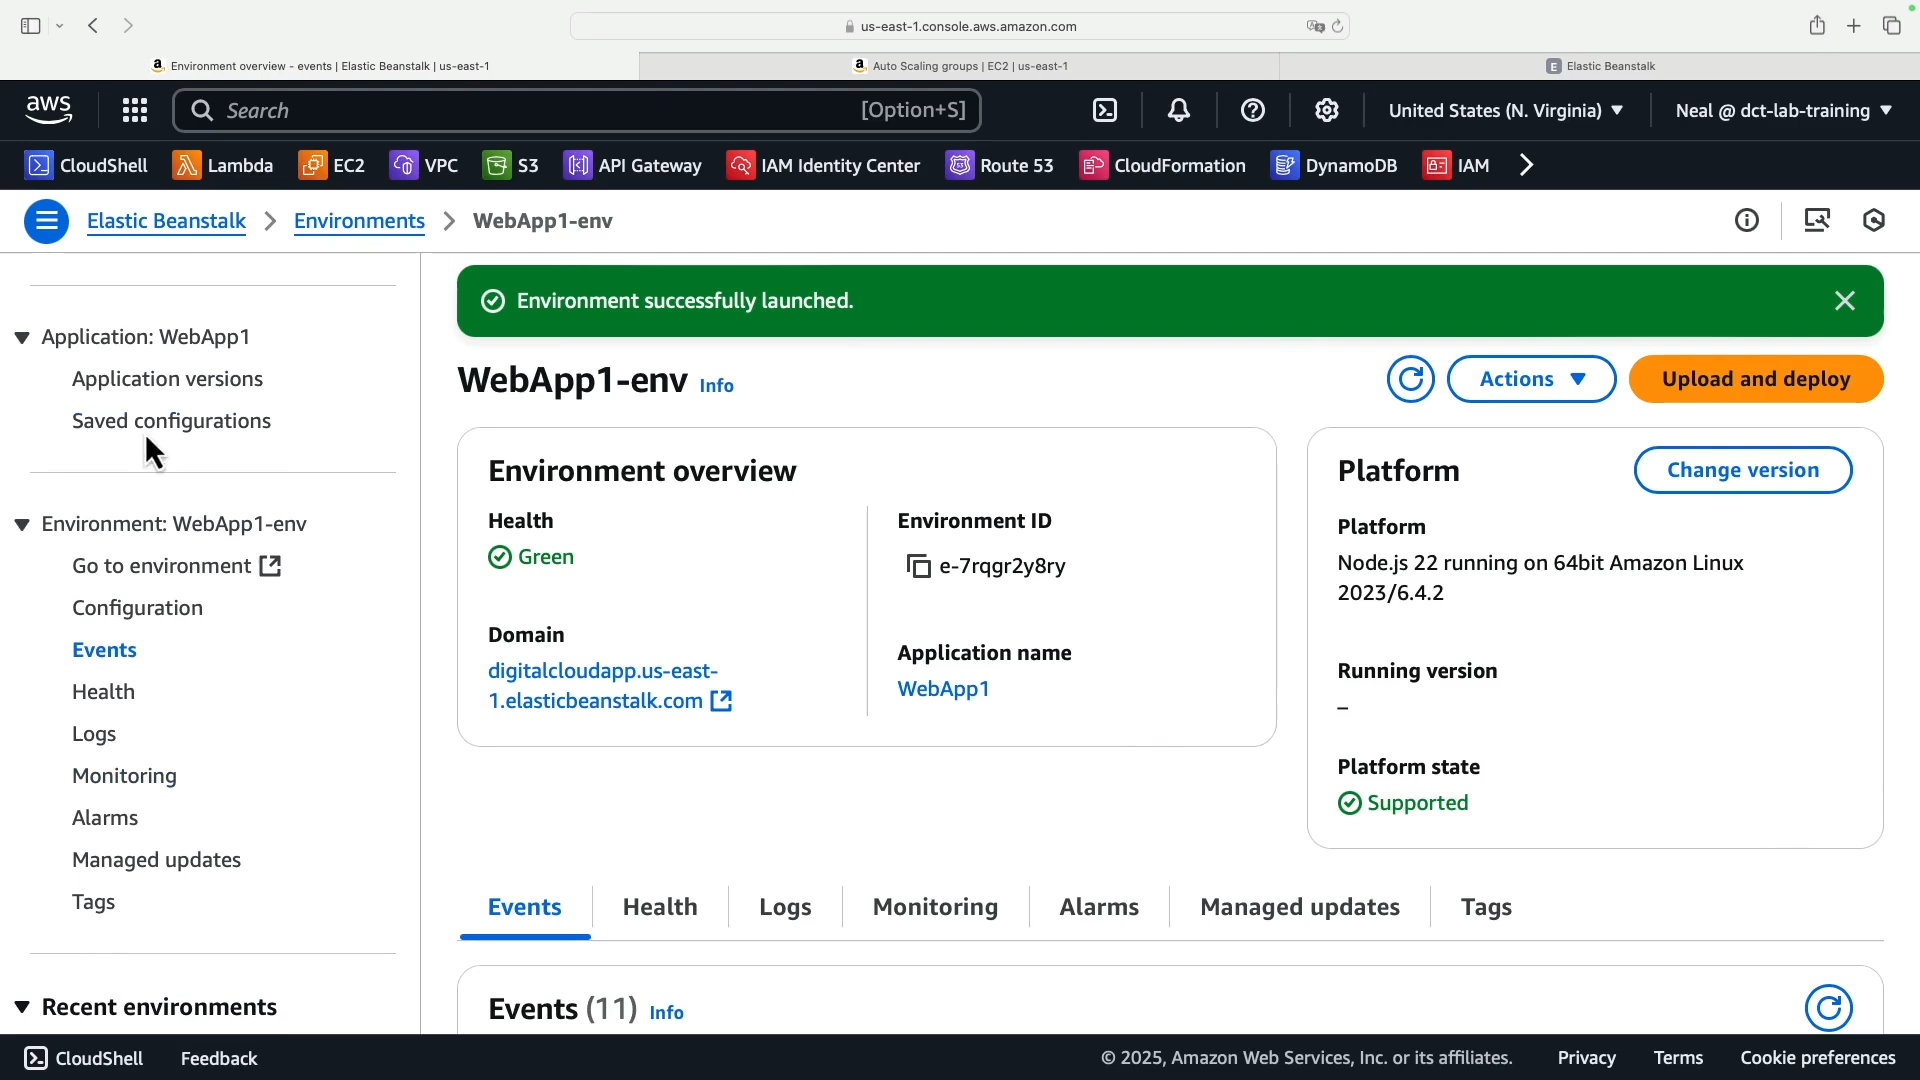 us-east-1.console.aws.amazon.com
Environment overview - events | Elastic Beanstalk | us-east-1
Auto Scaling groups | EC2 | us-east-1
E Elastic Beanstalk
aws
Search [Option+S]
United States (N. Virginia)
Neal @ dct-lab-training
CloudShell
Lambda
EC2
VPC
S3
API Gateway
IAM Identity Center
Route 53
CloudFormation
DynamoDB
IAM
Elastic Beanstalk > Environments > WebApp1-env
Application: WebApp1
Application versions
Saved configurations
Environment: WebApp1-env
Go to environment
Configuration
Events
Health
Logs
Monitoring
Alarms
Managed updates
Tags
Recent environments
Environment successfully launched.
WebApp1-env Info
Actions
Upload and deploy
Environment overview
Health
Green
Domain
digitalcloudapp.us-east-
1.elasticbeanstalk.com
Environment ID
e-7rqgr2y8ry
Application name
WebApp1
Platform
Change version
Platform
Node.js 22 running on 64bit Amazon Linux
2023/6.4.2
Running version
–
Platform state
Supported
Events
Health
Logs
Monitoring
Alarms
Managed updates
Tags
Events (11) Info
CloudShell
Feedback
© 2025, Amazon Web Services, Inc. or its affiliates.
Privacy
Terms
Cookie preferences